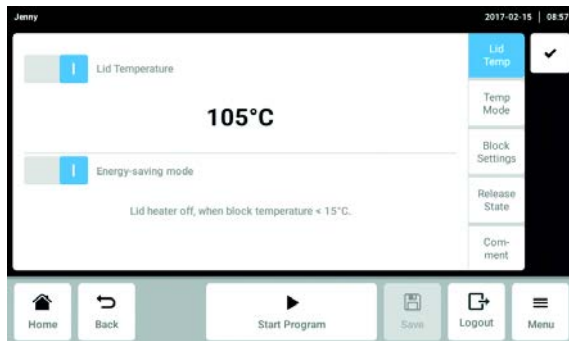 Jenny
2017-02-15 | 08:57
Lid Temperature
105°C
Energy-saving mode
Lid heater off, when block temperature < 15°C.
Lid
Temp
Temp
Mode
Block
Settings
Release
State
Com-
ment
Home
Back
Start Program
Save
Logout
Menu